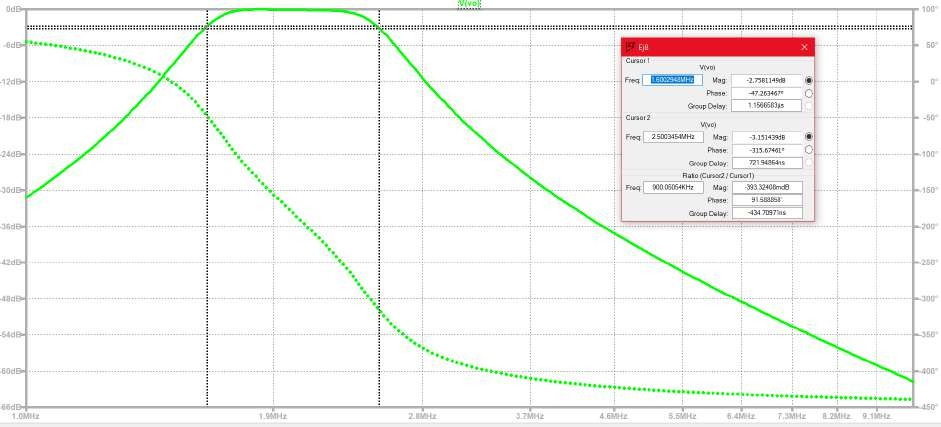 V(vo)
0dB
100°
-6dB
50°
-12dB
0°
-18dB
-50°
-24dB
-100°
-30dB
-150°
-36dB
-200°
-42dB
-250°
-48dB
-300°
-54dB
-350°
-60dB
-400°
-66dB
-450°
1.0MHz 1.9MHz 2.8MHz 3.7MHz 4.6MHz 5.5MHz 6.4MHz 7.3MHz 8.2MHz 9.1MHz
Cursor 1
V(vo)
Freq: 1.6002948MHz Mag: -2.7581149dB
Phase: -47.263467°
Group Delay: 1.1566583µs
Cursor 2
V(vo)
Freq: 2.5003454MHz Mag: -3.151439dB
Phase: -315.67461°
Group Delay: 721.94864ns
Ratio (Cursor2 / Cursor1)
Freq: 900.05054KHz Mag: -393.32408mdB
Phase:
Group Delay: -434.70971ns